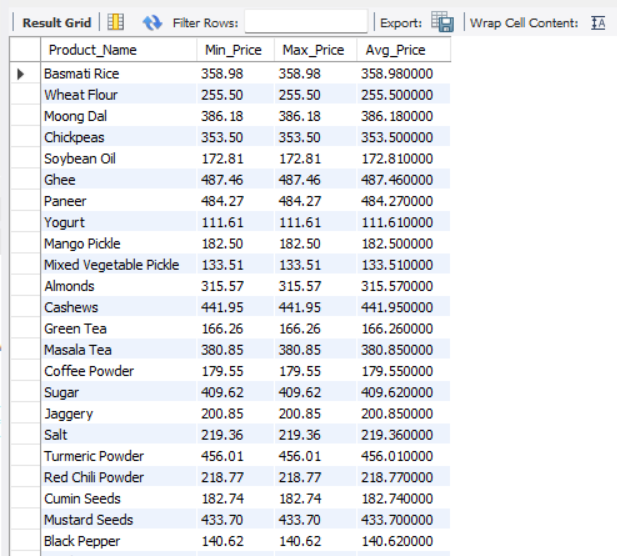 Result Grid Filter Rows: Export: Wrap Cell Content: IA
Product_Name Min_Price Max_Price Avg_Price
Basmati Rice 358.98 358.98 358.980000
Wheat Flour 255.50 255.50 255.500000
Moong Dal 386.18 386.18 386.180000
Chickpeas 353.50 353.50 353.500000
Soybean Oil 172.81 172.81 172.810000
Ghee 487.46 487.46 487.460000
Paneer 484.27 484.27 484.270000
Yogurt 111.61 111.61 111.610000
Mango Pickle 182.50 182.50 182.500000
Mixed Vegetable Pickle 133.51 133.51 133.510000
Almonds 315.57 315.57 315.570000
Cashews 441.95 441.95 441.950000
Green Tea 166.26 166.26 166.260000
Masala Tea 380.85 380.85 380.850000
Coffee Powder 179.55 179.55 179.550000
Sugar 409.62 409.62 409.620000
Jaggery 200.85 200.85 200.850000
Salt 219.36 219.36 219.360000
Turmeric Powder 456.01 456.01 456.010000
Red Chili Powder 218.77 218.77 218.770000
Cumin Seeds 182.74 182.74 182.740000
Mustard Seeds 433.70 433.70 433.700000
Black Pepper 140.62 140.62 140.620000